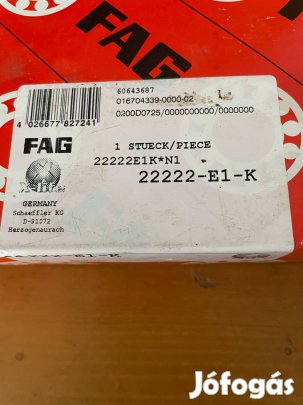 FAG
60643687
016704339-0000-02
0200D0725/0000000000/0000000
4 026677 827241
FAG
1 STUECK/PIECE
22222E1K*N1
22222-E1-K
X-life
GERMANY
Schaeffler KG
D-91072
Herzogenaurach
FAG
22222-E1-K
Jófogás